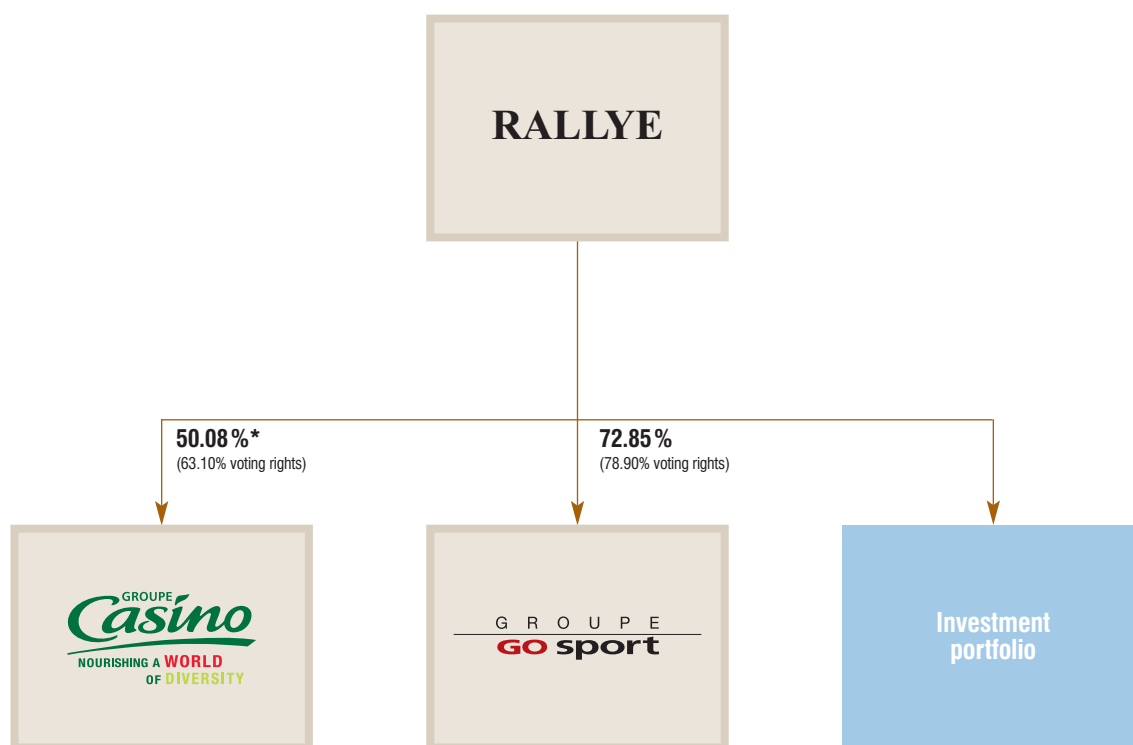 RALLYE
50.08 %*
(63.10% voting rights)
72.85 %
(78.90% voting rights)
GROUPE
Casino
NOURISHING A WORLD
OF DIVERSITY
GROUPE
GO sport
Investment
portfolio